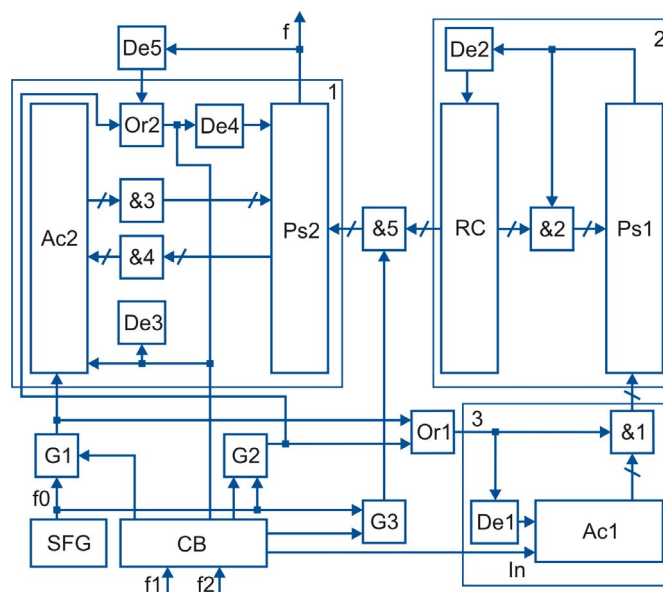 f
De5
De2
2
1
Or2
De4
Ac2
&3
&4
Ps2
&5
RC
&2
Ps1
De3
G1
G2
Or1
3
&1
f0
SFG
CB
G3
De1
Ac1
In
f1
f2